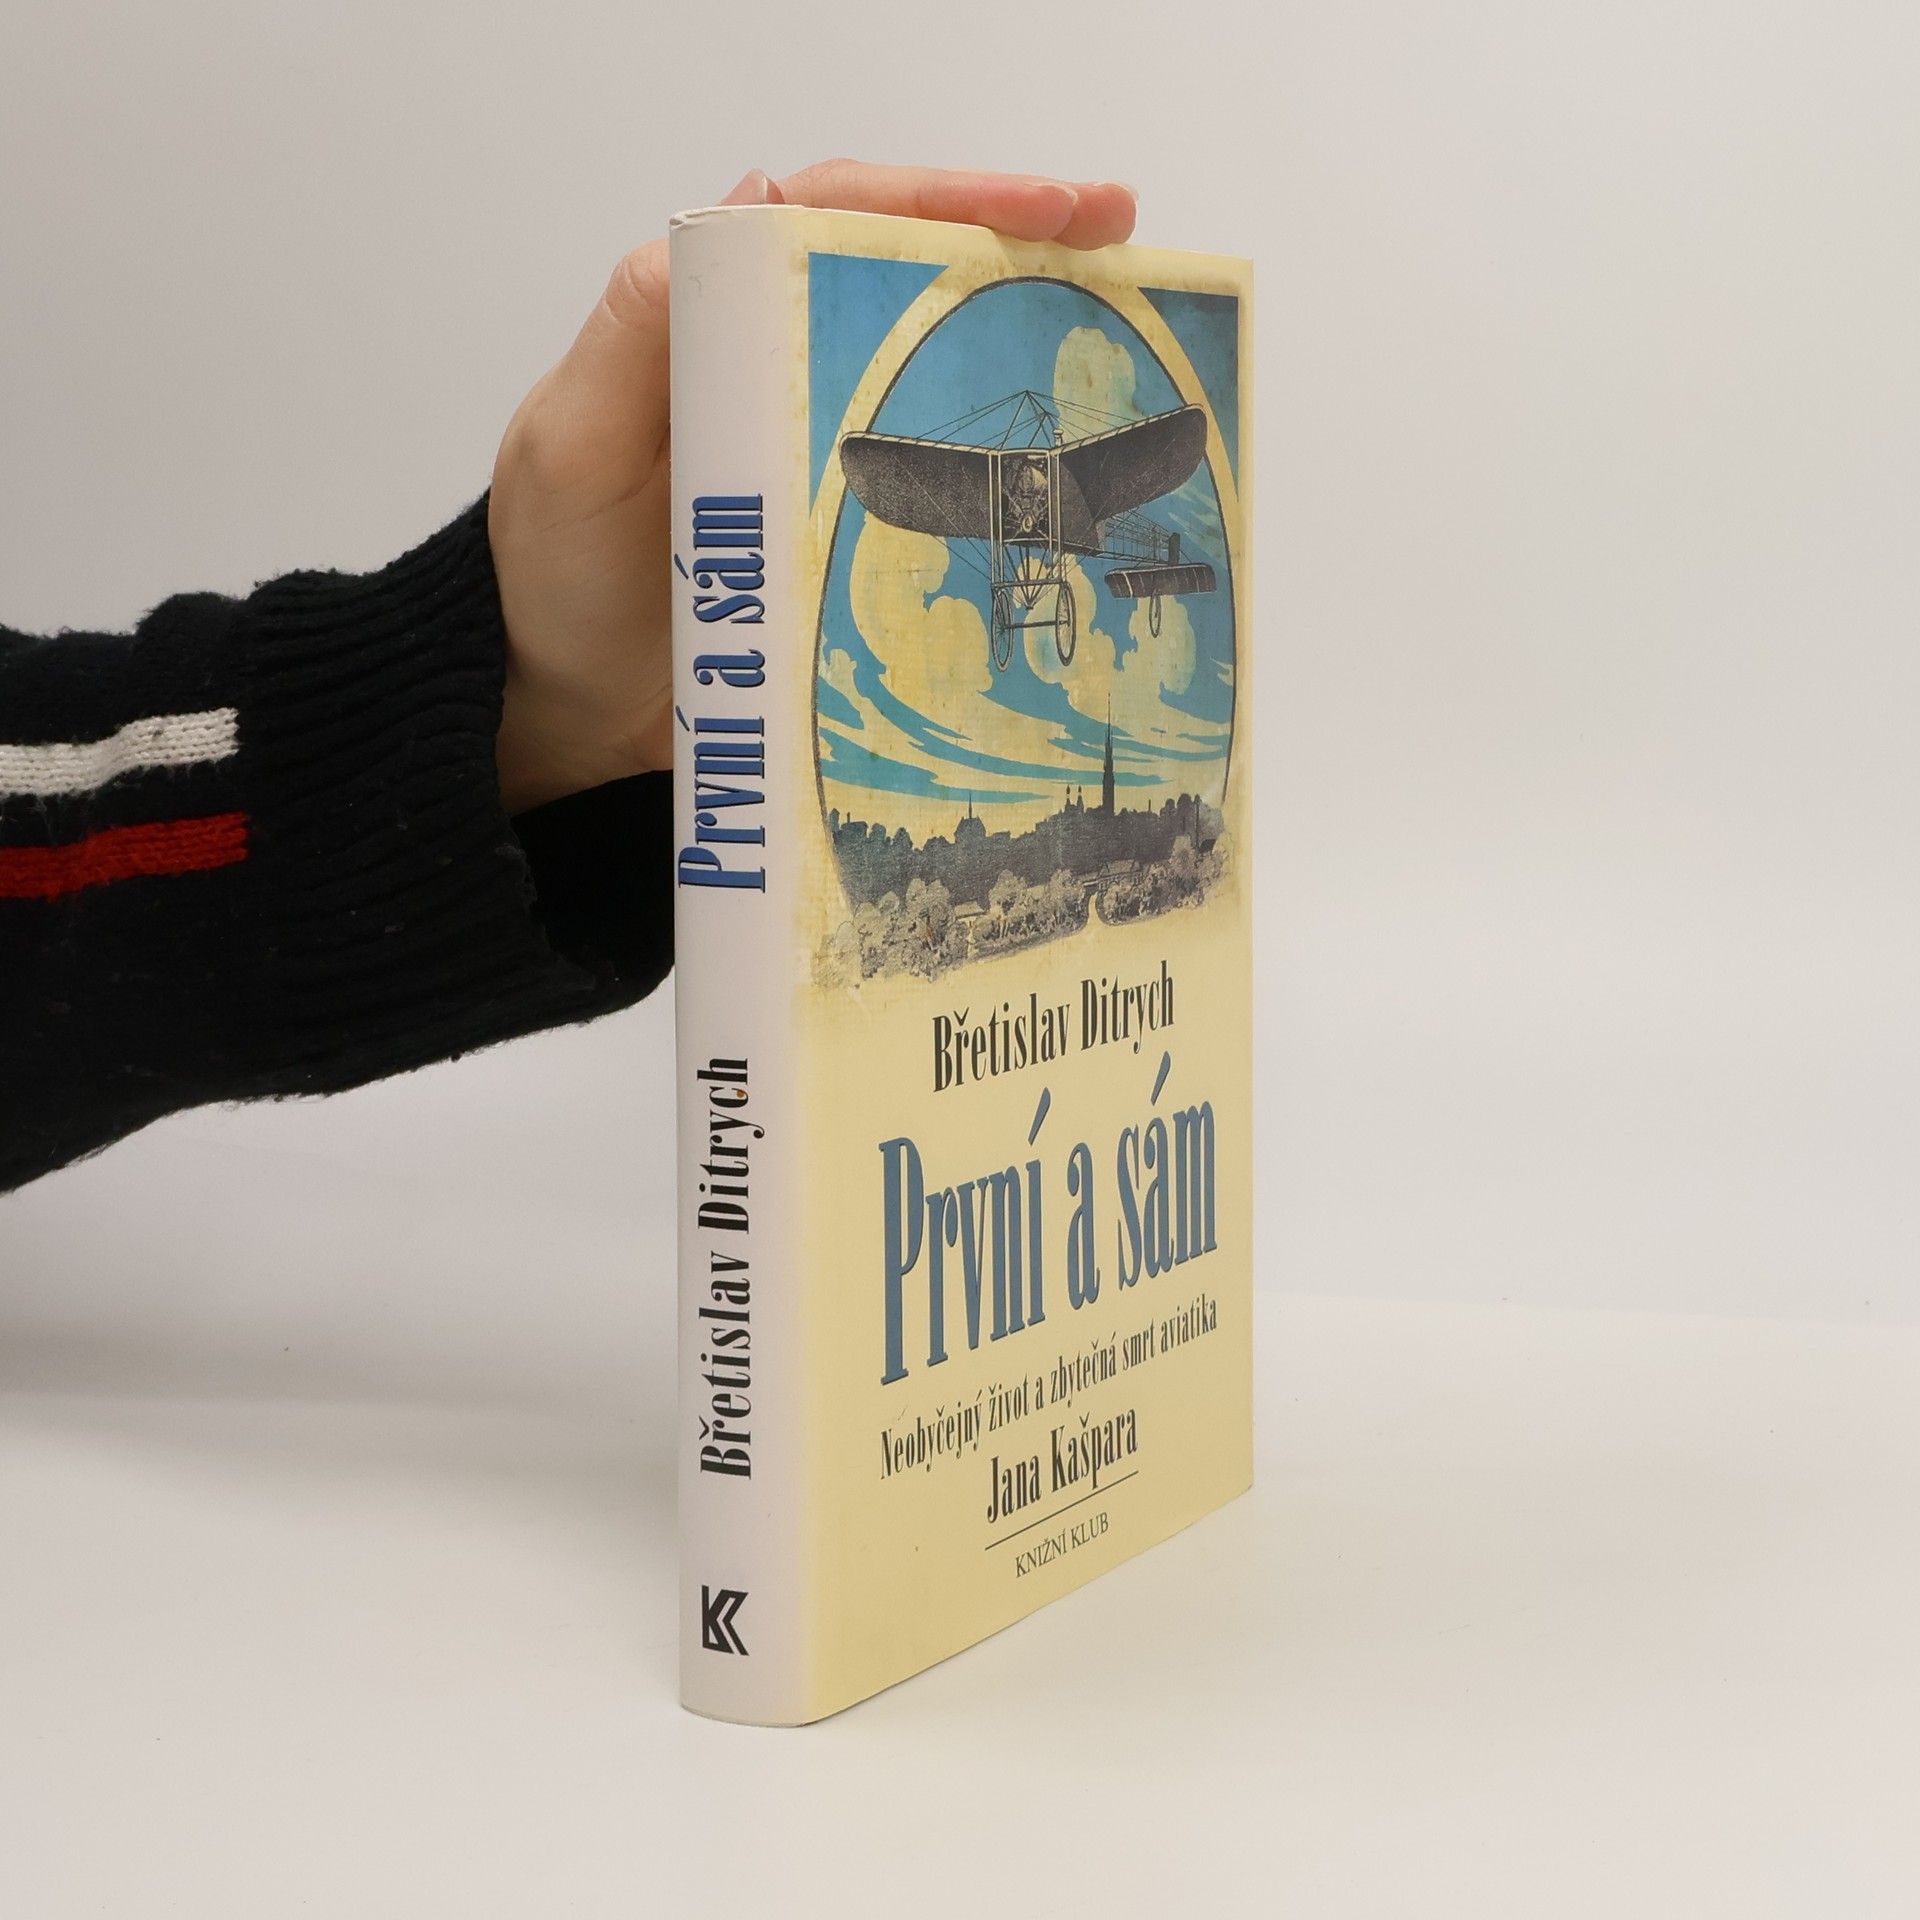 První a sám
Břetislav Ditrych
Břetislav Ditrych
První a sám
Neobyčejný život a zbytečná smrt aviatika
Jana Kašpara
KNIŽNÍ KLUB